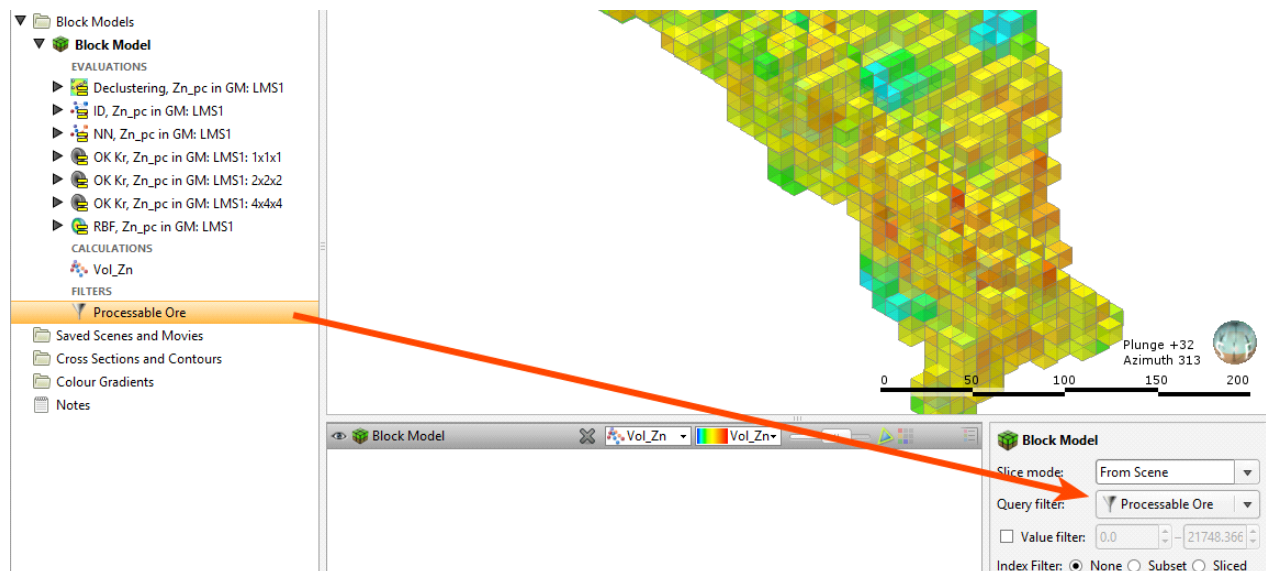 Block Models
Block Model
EVALUATIONS
Declustering, Zn_pc in GM: LMS1
ID, Zn_pc in GM: LMS1
NN, Zn_pc in GM: LMS1
OK Kr, Zn_pc in GM: LMS1: 1x1x1
OK Kr, Zn_pc in GM: LMS1: 2x2x2
OK Kr, Zn_pc in GM: LMS1: 4x4x4
RBF, Zn_pc in GM: LMS1
CALCULATIONS
Vol_Zn
FILTERS
Processable Ore
Saved Scenes and Movies
Cross Sections and Contours
Colour Gradients
Notes
Plunge +32
Azimuth 313
0 50 100 150 200
Block Model Vol_Zn Vol_Zn
Block Model
Slice mode: From Scene
Query filter: Processable Ore
Value filter: 0.0 – 21748.366
Index Filter: None Subset Sliced